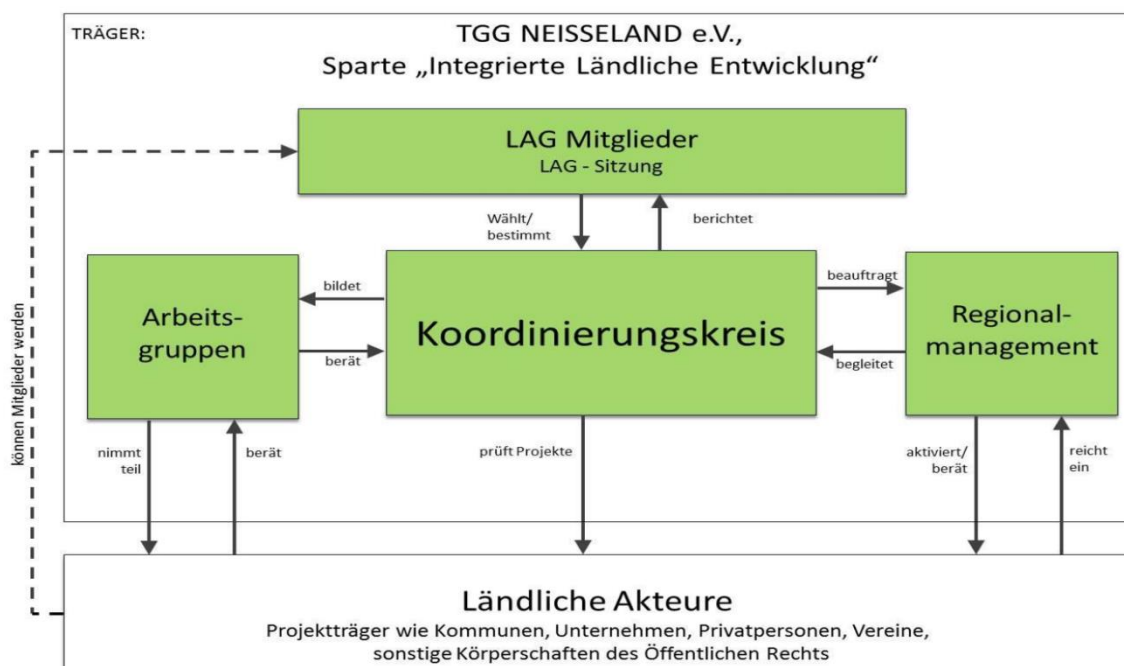 TRÄGER:
TGG NEISSELAND e.V.,
Sparte „Integrierte Ländliche Entwicklung“
LAG Mitglieder
LAG - Sitzung
Wählt/
bestimmt
berichtet
Arbeits-
gruppen
bildet
berät
Koordinierungskreis
beauftragt
begleitet
Regional-
management
können Mitglieder werden
nimmt
teil
berät
prüft Projekte
aktiviert/
berät
reicht
ein
Ländliche Akteure
Projektträger wie Kommunen, Unternehmen, Privatpersonen, Vereine,
sonstige Körperschaften des Öffentlichen Rechts